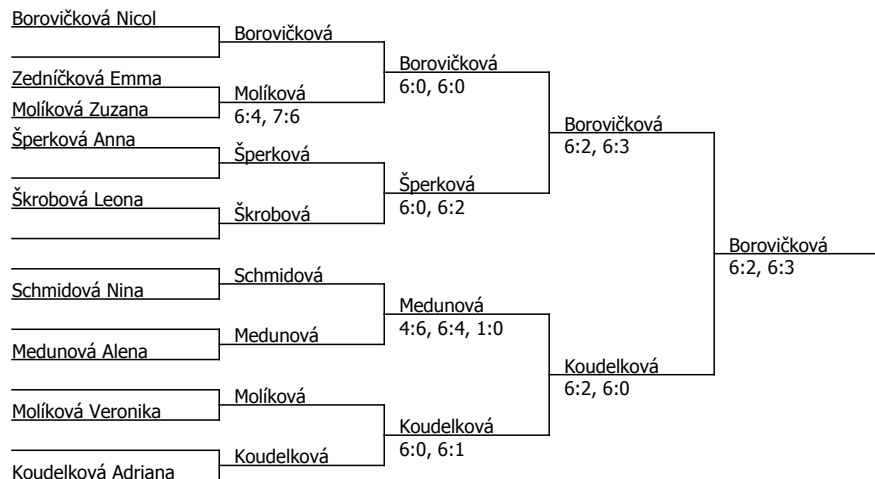 Borovičková Nicol
Zedníčková Emma
Molíková Zuzana
Šperková Anna
Škrobová Leona
Schmidová Nina
Medunová Alena
Molíková Veronika
Koudelková Adriana
Borovičková
Molíková
6:4, 7:6
Šperková
Škrobová
Schmidová
Medunová
Molíková
Koudelková
Borovičková
6:0, 6:0
Šperková
6:0, 6:2
Medunová
4:6, 6:4, 1:0
Koudelková
6:0, 6:1
Borovičková
6:2, 6:3
Koudelková
6:2, 6:0
Borovičková
6:2, 6:3